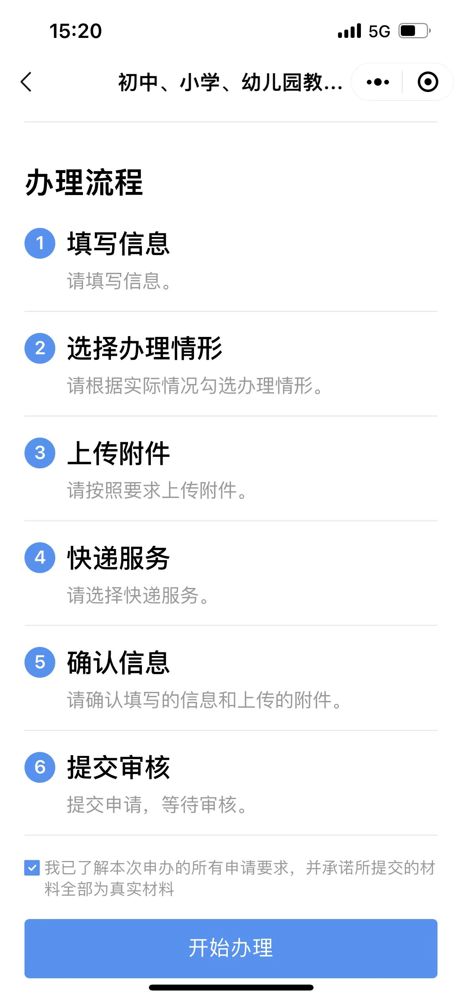 15:20
5G
初中、小学、幼儿园教...
办理流程
1 填写信息
请填写信息。
2 选择办理情形
请根据实际情况勾选办理情形。
3 上传附件
请按照要求上传附件。
4 快递服务
请选择快递服务。
5 确认信息
请确认填写的信息和上传的附件。
6 提交审核
提交申请，等待审核。
我已了解本次申办的所有申请要求，并承诺所提交的材
料全部为真实材料
开始办理